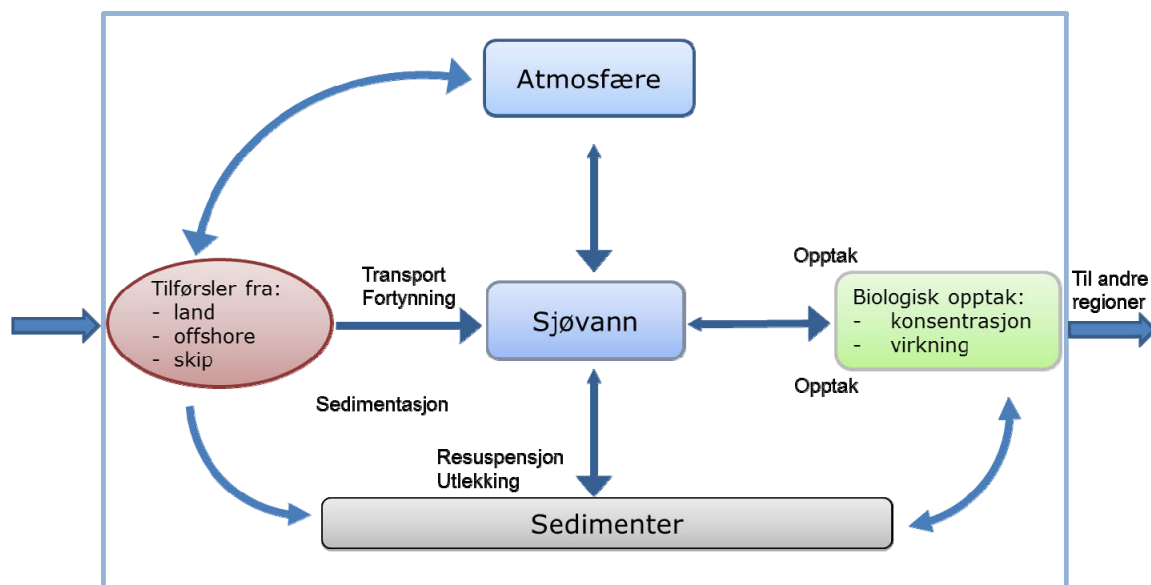 Atmosfære
Opptak
Til andre
regioner
Transport
Fortynning
Tilførsler fra:
- land
- offshore
- skip
Sjøvann
Biologisk opptak:
- konsentrasjon
- virkning
Opptak
Sedimentasjon
Resuspensjon
Utlekking
Sedimenter